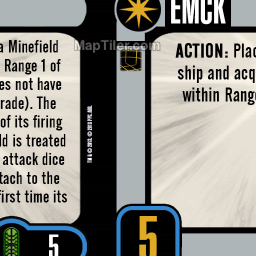 EMCK
a Minefield
Range 1 of
es not have
rade). The
of its firing
ld is treated
attack dice
tach to the
first time its
5
MapTiler.com
ACTION: Plac
ship and acq
within Range
5